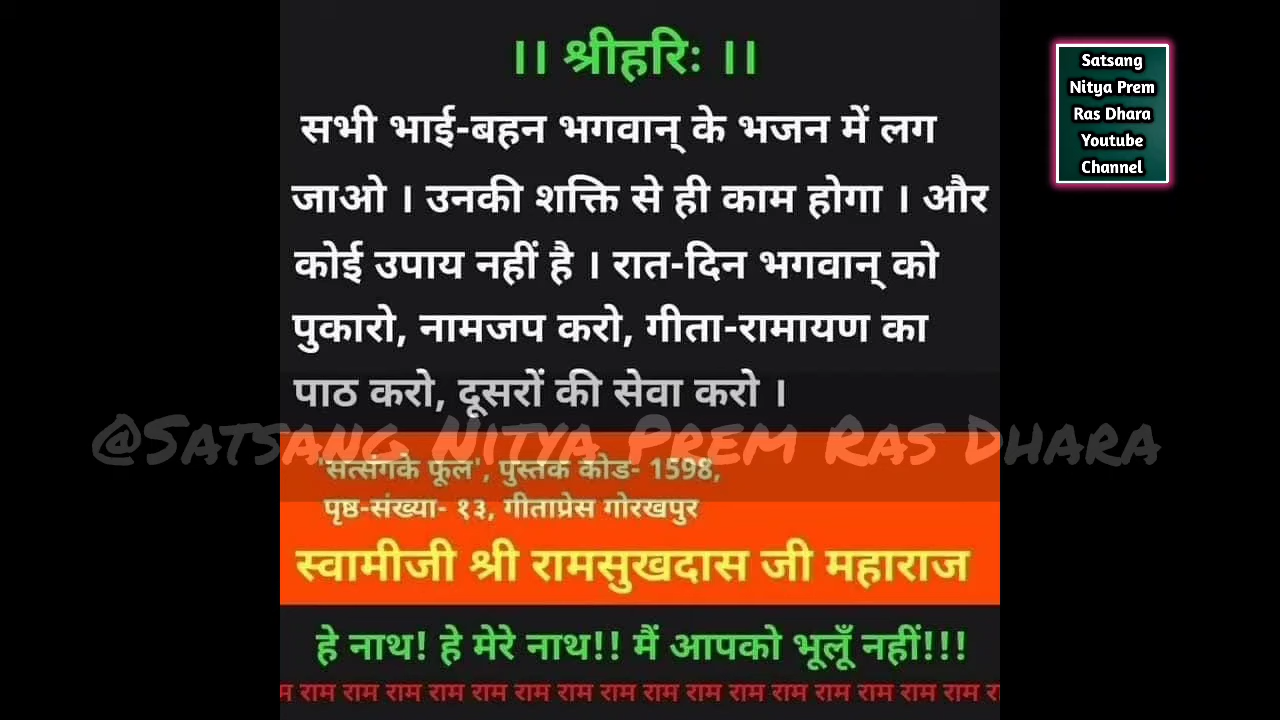 ।। श्रीहरिः ।।
सभी भाई-बहन भगवान् के भजन में लग
जाओ । उनकी शक्ति से ही काम होगा । और
कोई उपाय नहीं है । रात-दिन भगवान् को
पुकारो, नामजप करो, गीता-रामायण का
पाठ करो, दूसरों की सेवा करो ।
@Satsang Nitya Prem Ras Dhara
'सत्संगके फूल', पुस्तक कोड- 1598,
पृष्ठ-संख्या- १३, गीताप्रेस गोरखपुर
स्वामीजी श्री रामसुखदास जी महाराज
हे नाथ! हे मेरे नाथ!! मैं आपको भूलूँ नहीं!!!
म राम राम राम राम राम राम राम राम राम राम राम राम राम राम राम राम र
Satsang
Nitya Prem
Ras Dhara
Youtube
Channel